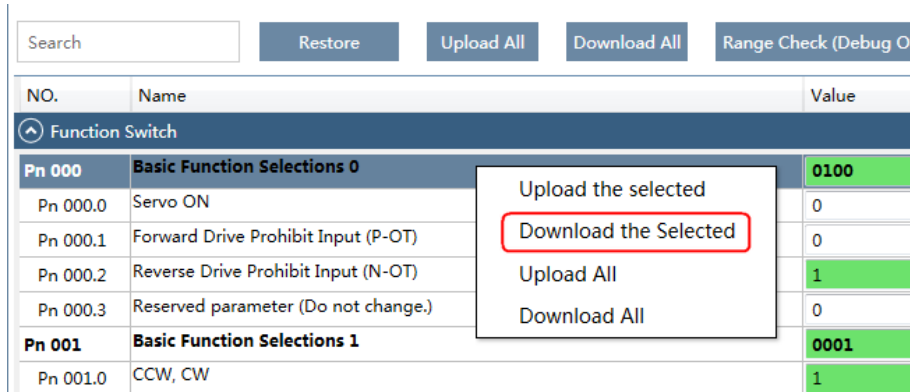 Search Restore Upload All Download All Range Check (Debug O
NO. Name Value
Function Switch
Pn 000 Basic Function Selections 0 0100
Pn 000.0 Servo ON 0
Pn 000.1 Forward Drive Prohibit Input (P-OT) 0
Pn 000.2 Reverse Drive Prohibit Input (N-OT) 1
Pn 000.3 Reserved parameter (Do not change.) 0
Pn 001 Basic Function Selections 1 0001
Pn 001.0 CCW, CW 1
Upload the selected
Download the Selected
Upload All
Download All